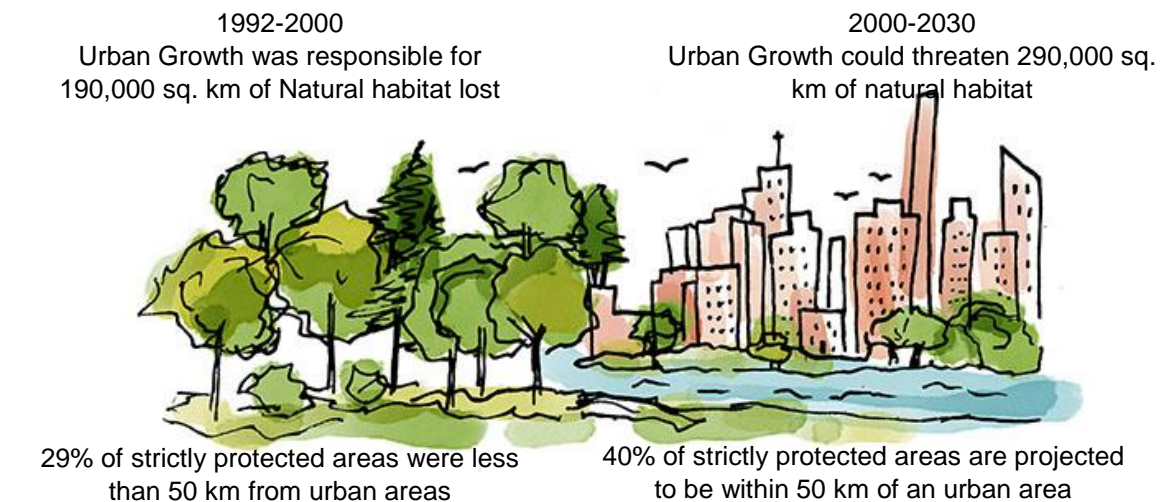 1992-2000
Urban Growth was responsible for
190,000 sq. km of Natural habitat lost
2000-2030
Urban Growth could threaten 290,000 sq.
km of natural habitat
29% of strictly protected areas were less
than 50 km from urban areas
40% of strictly protected areas are projected
to be within 50 km of an urban area